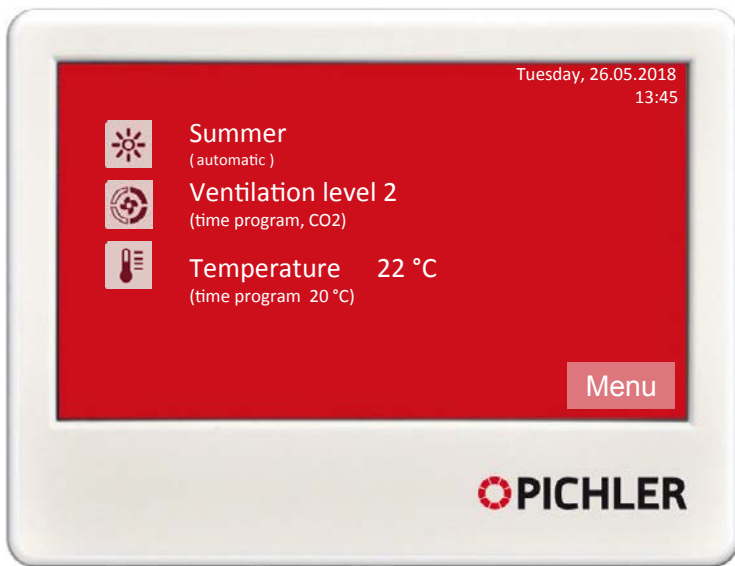 Tuesday, 26.05.2018
13:45
Summer
( automatic )
Ventilation level 2
(time program, CO2)
Temperature 22 °C
(time program 20 °C)
Menu
PICHLER